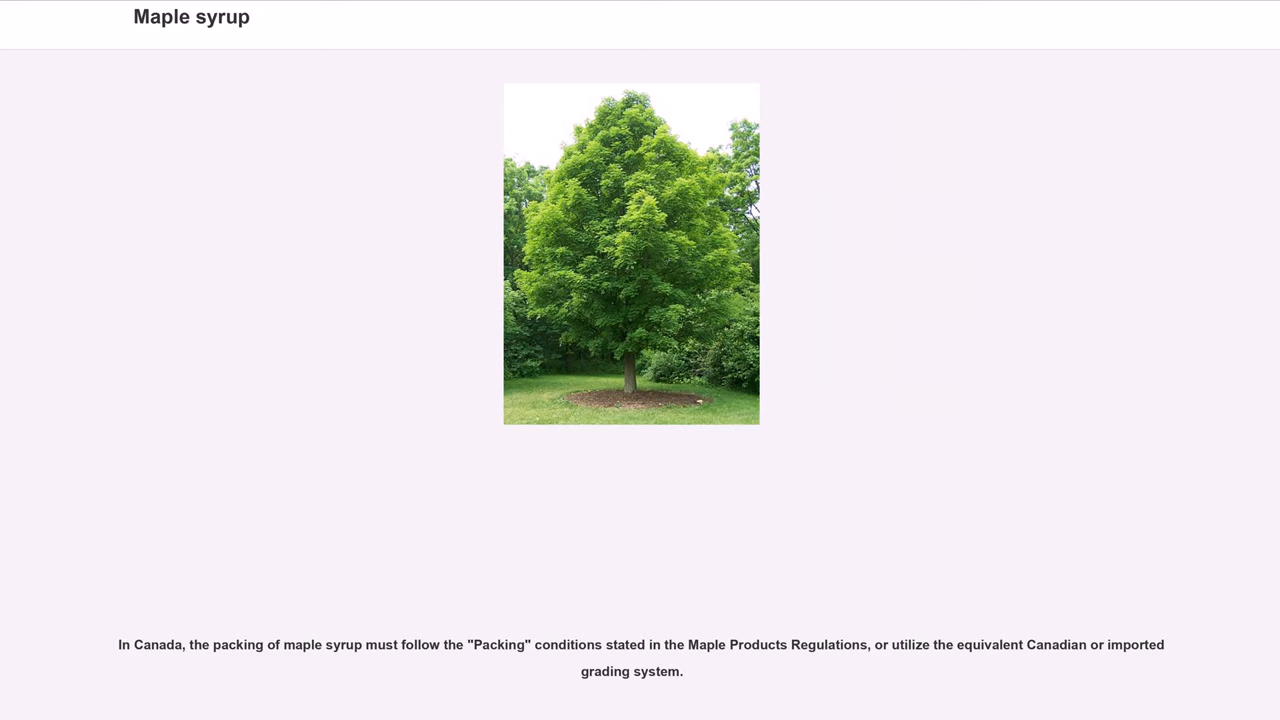 Maple syrup
In Canada, the packing of maple syrup must follow the "Packing" conditions stated in the Maple Products Regulations, or utilize the equivalent Canadian or imported
grading system.